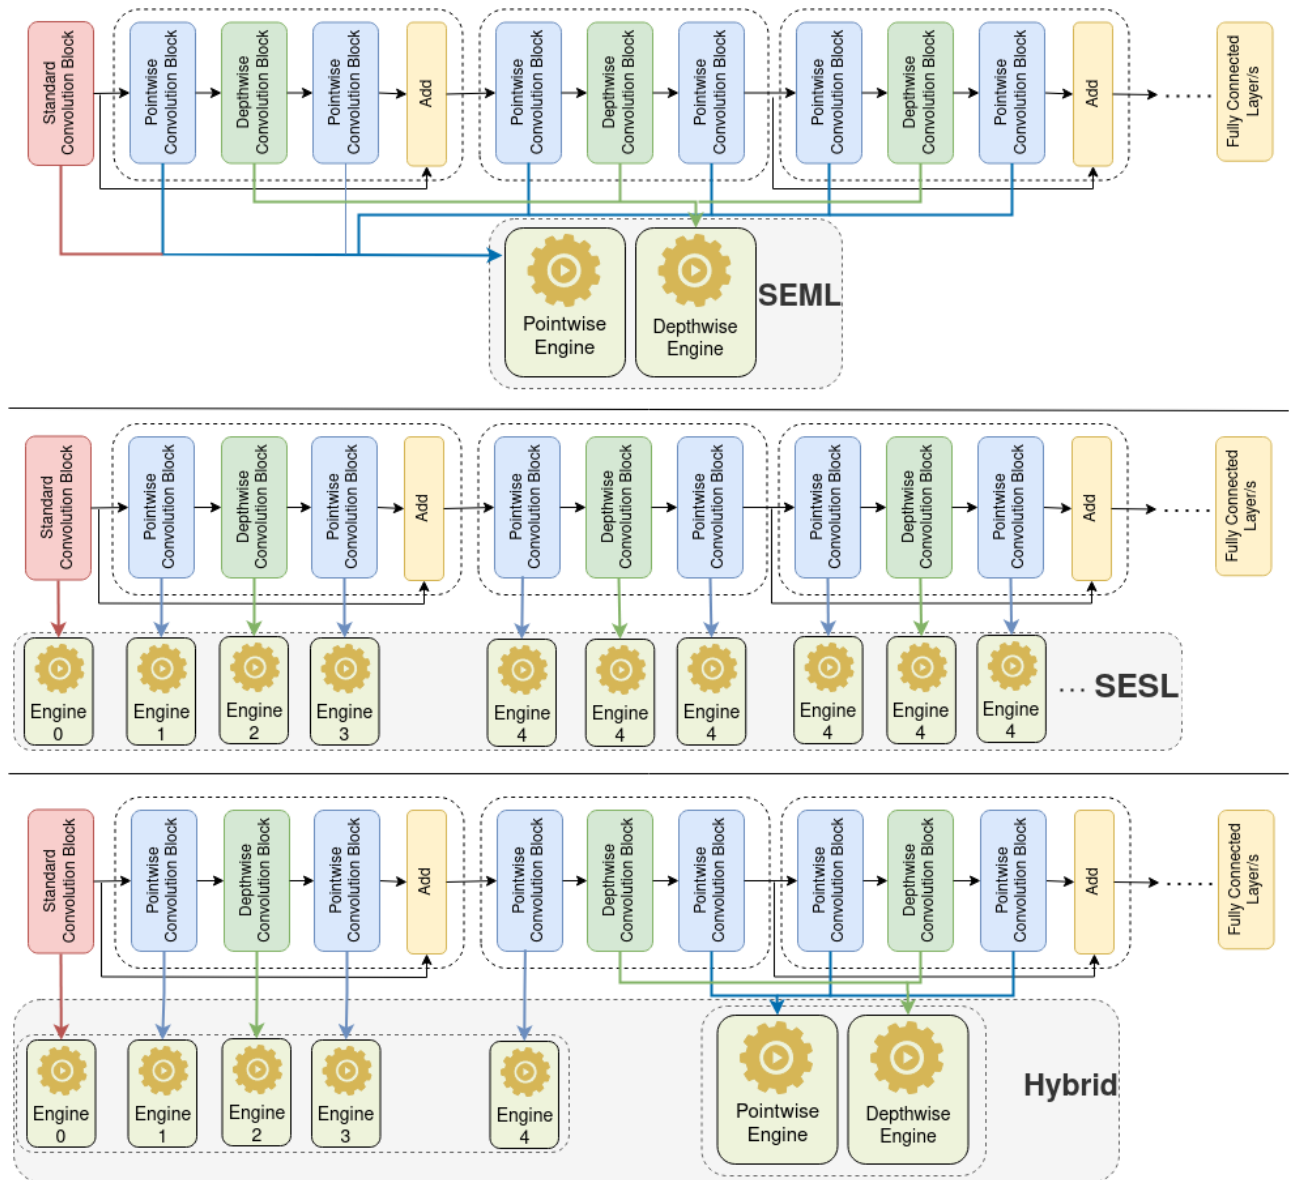 Standard
Convolution Block
Pointwise
Convolution Block
Depthwise
Convolution Block
Pointwise
Convolution Block
Add
Pointwise
Convolution Block
Depthwise
Convolution Block
Pointwise
Convolution Block
Pointwise
Convolution Block
Depthwise
Convolution Block
Pointwise
Convolution Block
Add
......
Fully Connected
Layer/s
Pointwise
Engine
Depthwise
Engine
SEML
Standard
Convolution Block
Pointwise
Convolution Block
Depthwise
Convolution Block
Pointwise
Convolution Block
Add
Pointwise
Convolution Block
Depthwise
Convolution Block
Pointwise
Convolution Block
Pointwise
Convolution Block
Depthwise
Convolution Block
Pointwise
Convolution Block
Add
......
Fully Connected
Layer/s
Engine
0
Engine
1
Engine
2
Engine
3
Engine
4
Engine
4
Engine
4
Engine
4
Engine
4
Engine
4
... SESL
Standard
Convolution Block
Pointwise
Convolution Block
Depthwise
Convolution Block
Pointwise
Convolution Block
Add
Pointwise
Convolution Block
Depthwise
Convolution Block
Pointwise
Convolution Block
Pointwise
Convolution Block
Depthwise
Convolution Block
Pointwise
Convolution Block
Add
......
Fully Connected
Layer/s
Engine
0
Engine
1
Engine
2
Engine
3
Engine
4
Pointwise
Engine
Depthwise
Engine
Hybrid